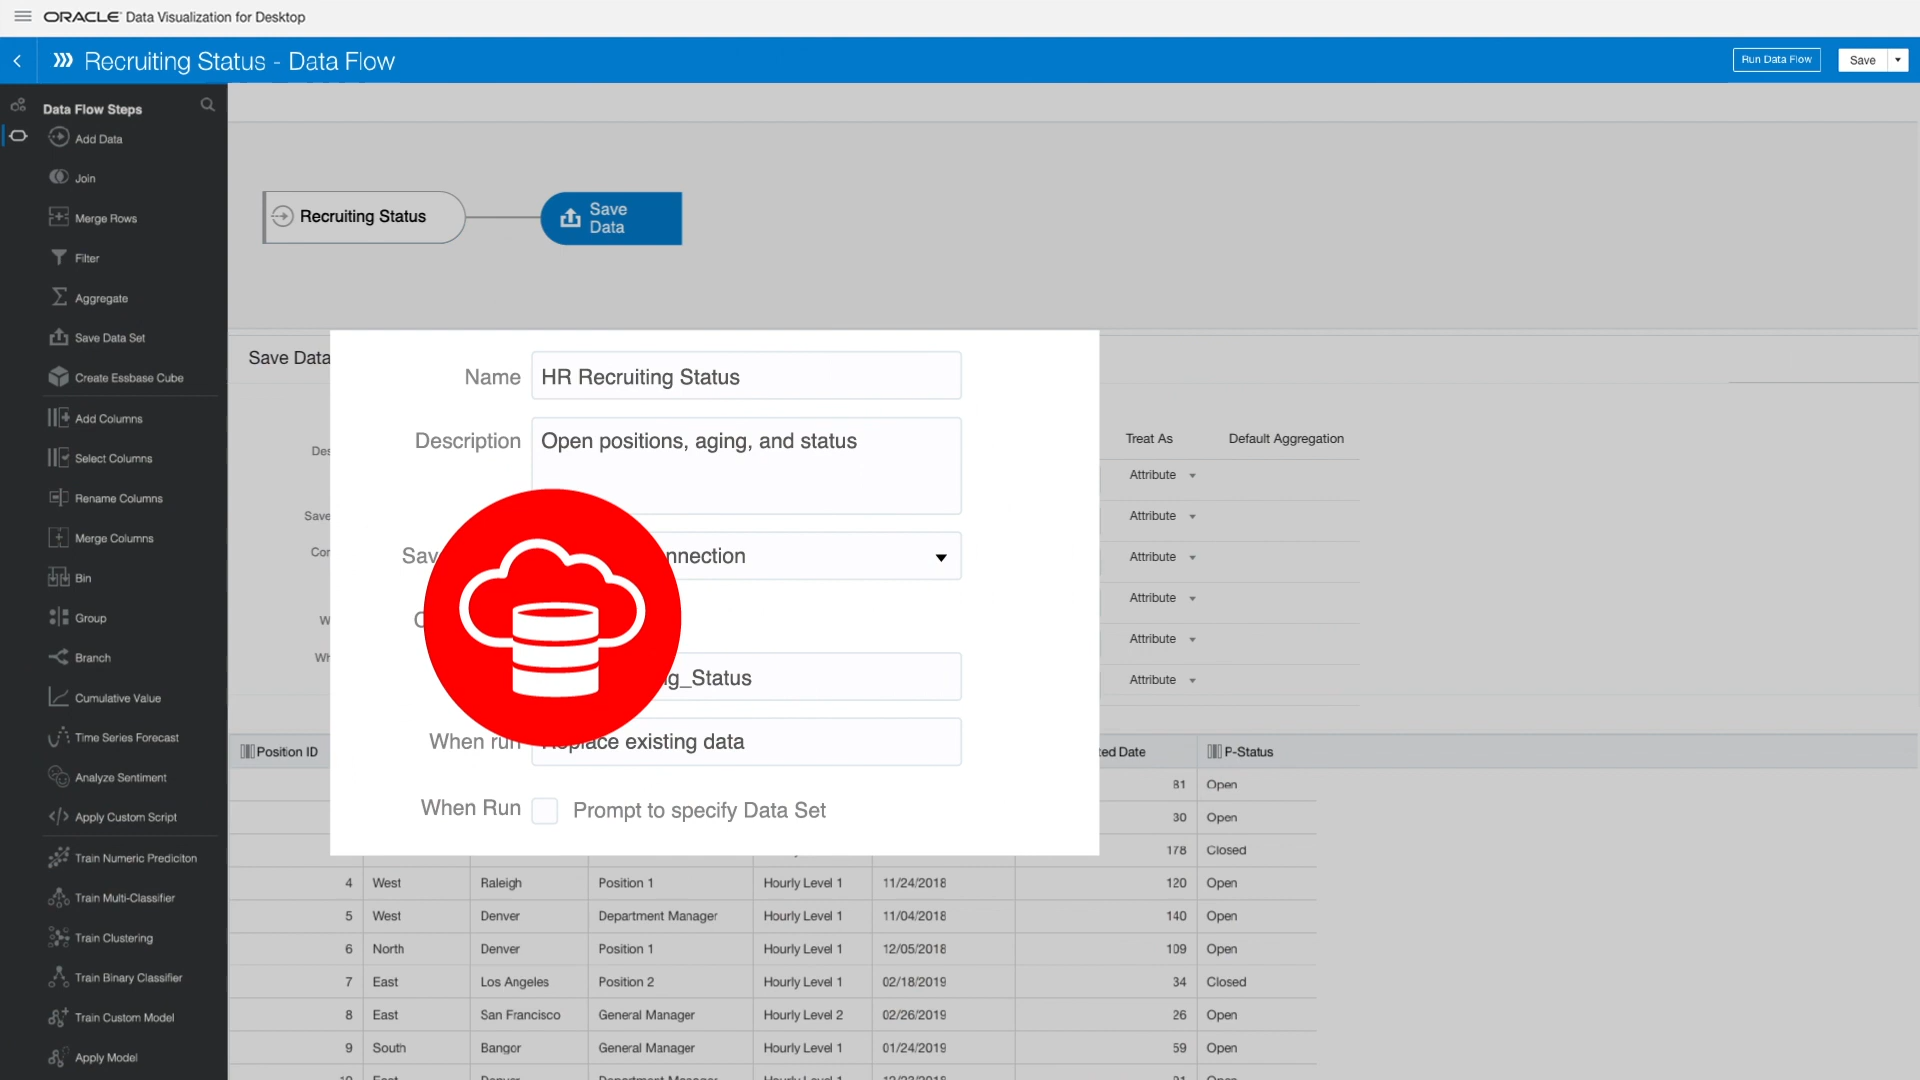 ORACLE Data Visualization for Desktop
Recruiting Status - Data Flow
Run Data Flow
Save
Data Flow Steps
Add Data
Join
Merge Rows
Filter
Aggregate
Save Data Set
Create Essbase Cube
Add Columns
Select Columns
Rename Columns
Merge Columns
Bin
Group
Branch
Cumulative Value
Time Series Forecast
Analyze Sentiment
Apply Custom Script
Train Numeric Prediciton
Train Multi-Classifier
Train Clustering
Train Binary Classifier
Train Custom Model
Apply Model
Recruiting Status
Save
Data
Save Data
Name HR Recruiting Status
Description Open positions, aging, and status
When run existing data
When Run Prompt to specify Data Set
Treat As Default Aggregation
Attribute
Attribute
Attribute
Attribute
Attribute
Attribute
Position ID Date P-Status
81 Open
30 Open
178 Closed
4 West Raleigh Position 1 Hourly Level 1 11/24/2018 120 Open
5 West Denver Department Manager Hourly Level 1 11/04/2018 140 Open
6 North Denver Position 1 Hourly Level 1 12/05/2018 109 Open
7 East Los Angeles Position 2 Hourly Level 1 02/18/2019 34 Closed
8 East San Francisco General Manager Hourly Level 2 02/26/2019 26 Open
9 South Bangor General Manager Hourly Level 1 01/24/2019 59 Open